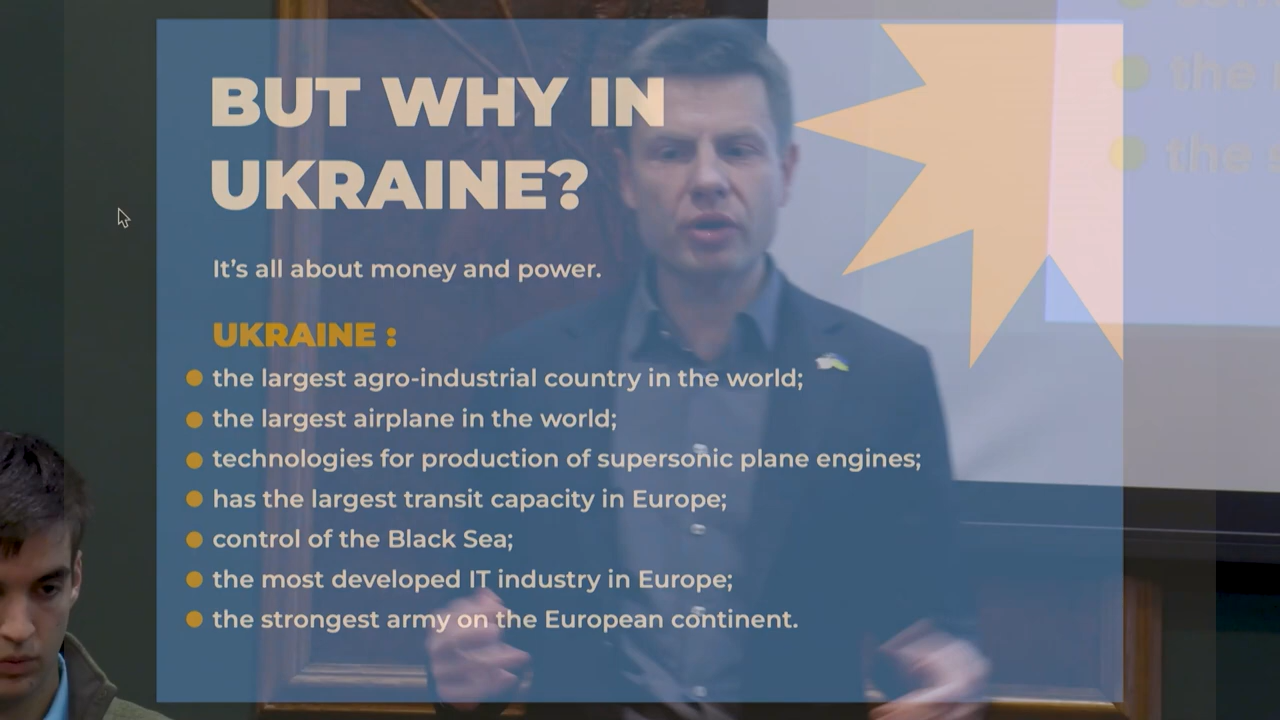 BUT WHY IN
UKRAINE?
It's all about money and power.
UKRAINE :
the largest agro-industrial country in the world;
the largest airplane in the world;
technologies for production of supersonic plane engines;
has the largest transit capacity in Europe;
control of the Black Sea;
the most developed IT industry in Europe;
the strongest army on the European continent.
the
the